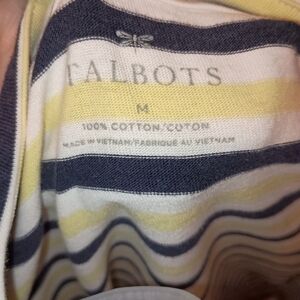 TALBOTS
M
100% COTTON/COTON
MADE IN VIETNAM/FABRIQUÉ AU VIETNAM